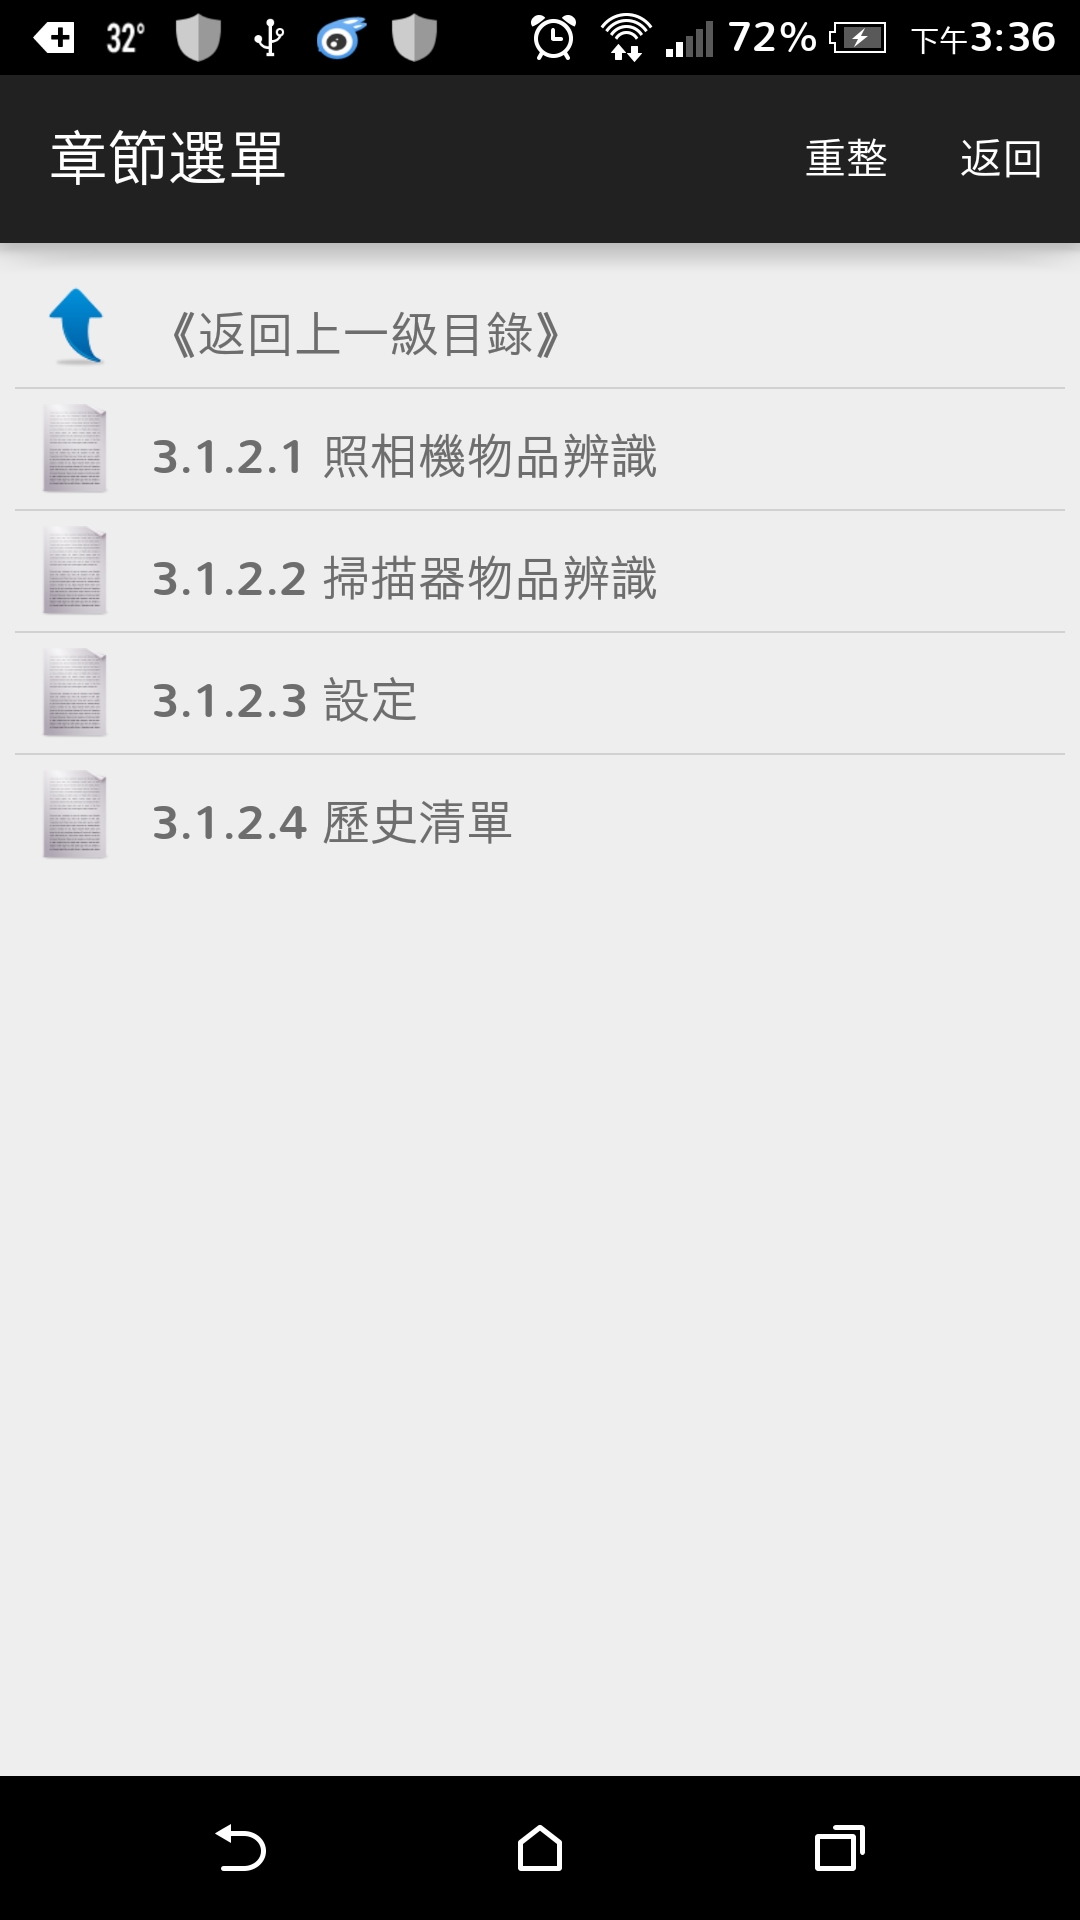 32° 72% 下午3:36
章節選單 重整 返回
《返回上一級目錄》
3.1.2.1 照相機物品辨識
3.1.2.2 掃描器物品辨識
3.1.2.3 設定
3.1.2.4 歷史清單